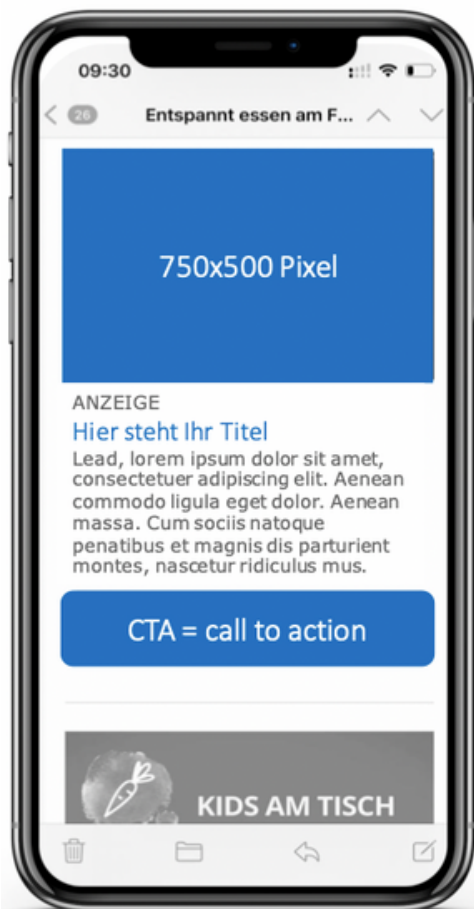 09:30
26 Entspannt essen am F...
750x500 Pixel
ANZEIGE
Hier steht Ihr Titel
Lead, lorem ipsum dolor sit amet,
consectetuer adipiscing elit. Aenean
commodo ligula eget dolor. Aenean
massa. Cum sociis natoque
penatibus et magnis dis parturient
montes, nascetur ridiculus mus.
CTA = call to action
KIDS AM TISCH